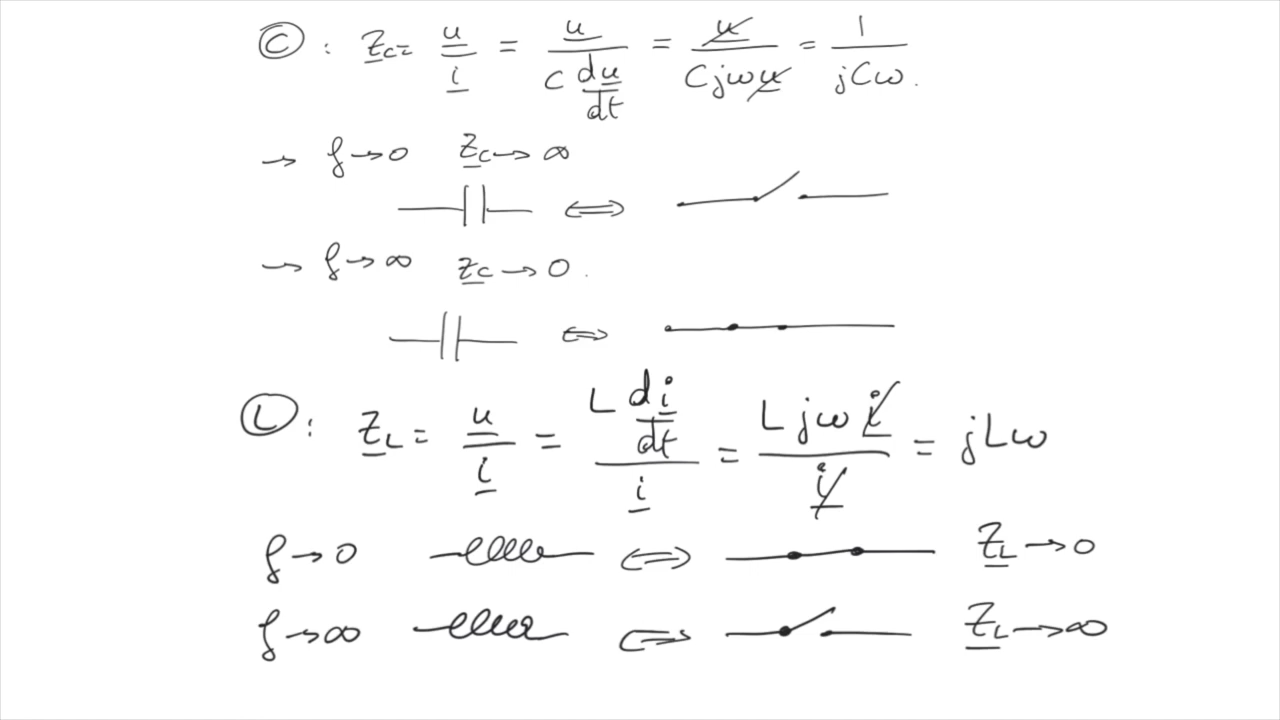 C : Z_C = u/i = u/(C du/dt) = u/(Cjωu) = 1/(jCω).
→ f→0 Z_C→∞
⟺
→ f→∞ Z_C→0.
⟺
L : Z_L = u/i = (L di/dt)/i = (Ljωi)/i = jLω
f→0 ⟺ Z_L→0
f→∞ ⟺ Z_L→∞